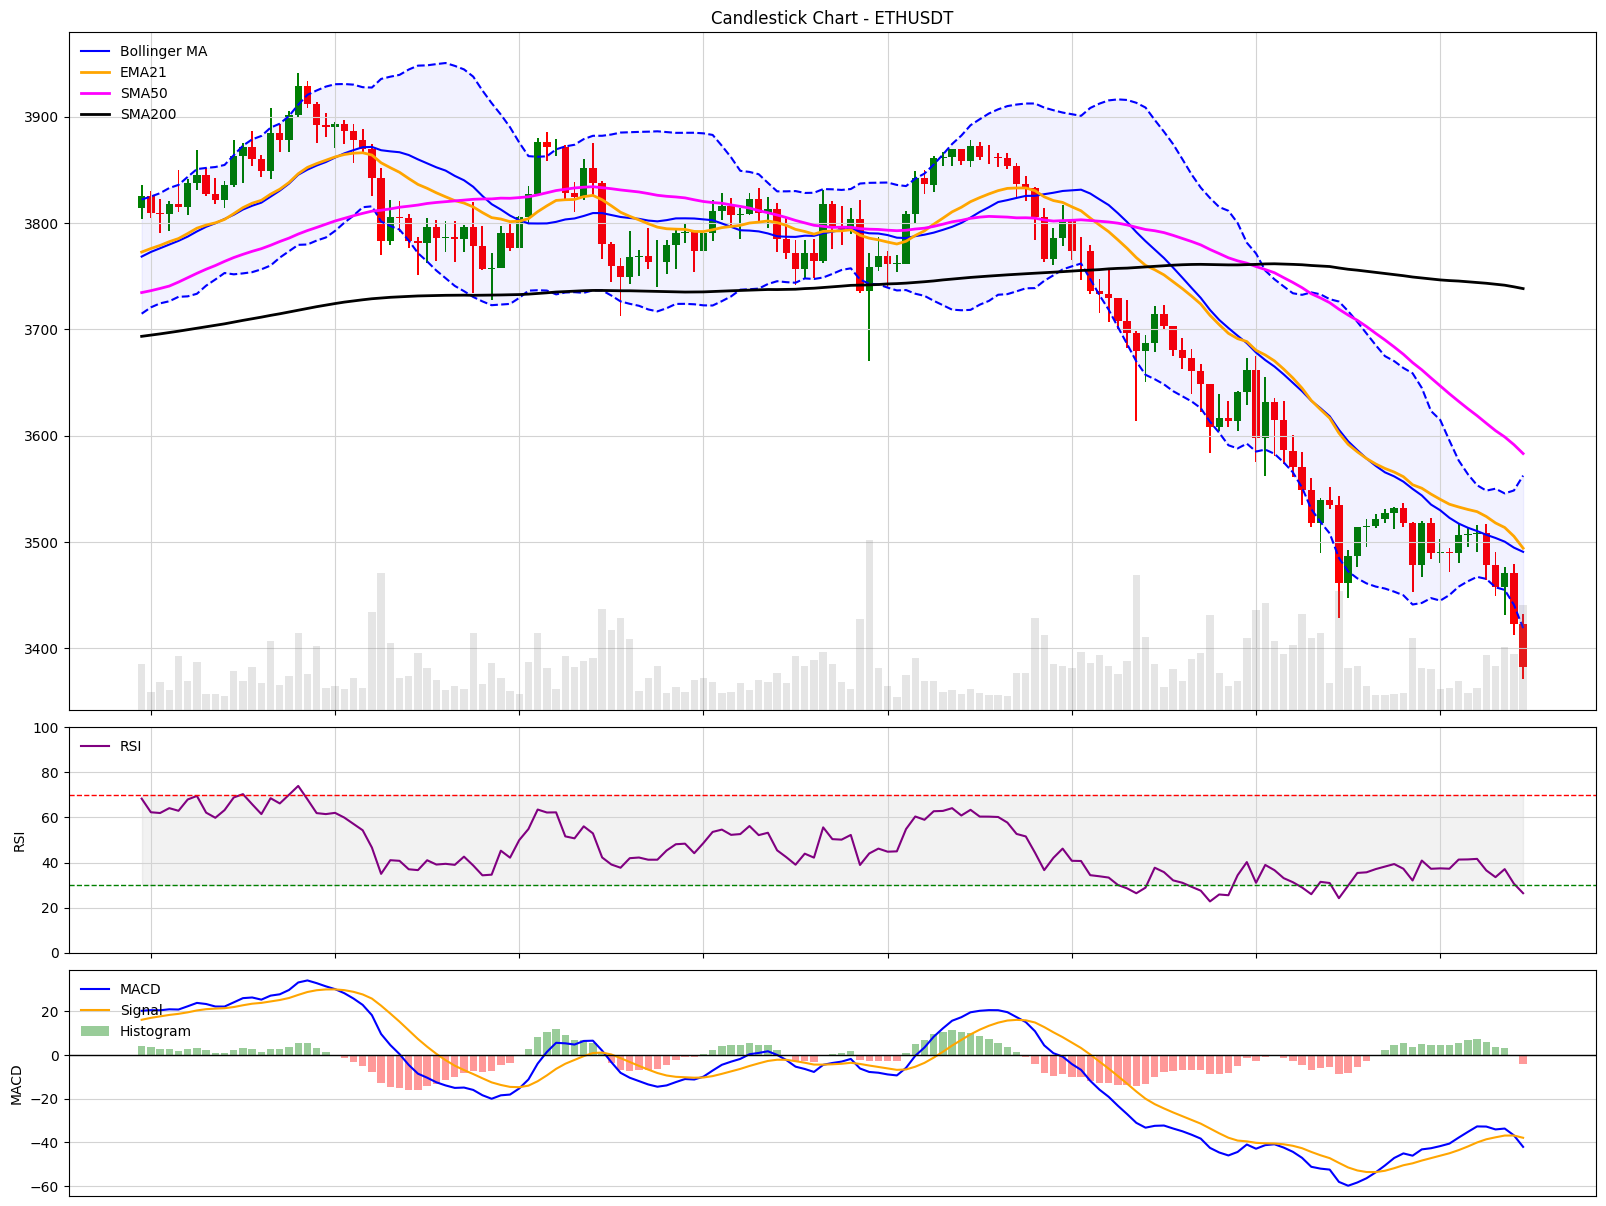 Candlestick Chart - ETHUSDT
Bollinger MA
EMA21
SMA50
SMA200
3900
3800
3700
3600
3500
3400
RSI
100
80
60
40
20
0
RSI
MACD
Signal
Histogram
20
0
−20
−40
−60
MACD